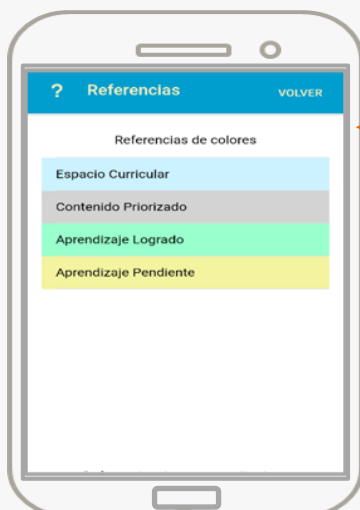 ? Referencias VOLVER
Referencias de colores
Espacio Curricular
Contenido Priorizado
Aprendizaje Logrado
Aprendizaje Pendiente